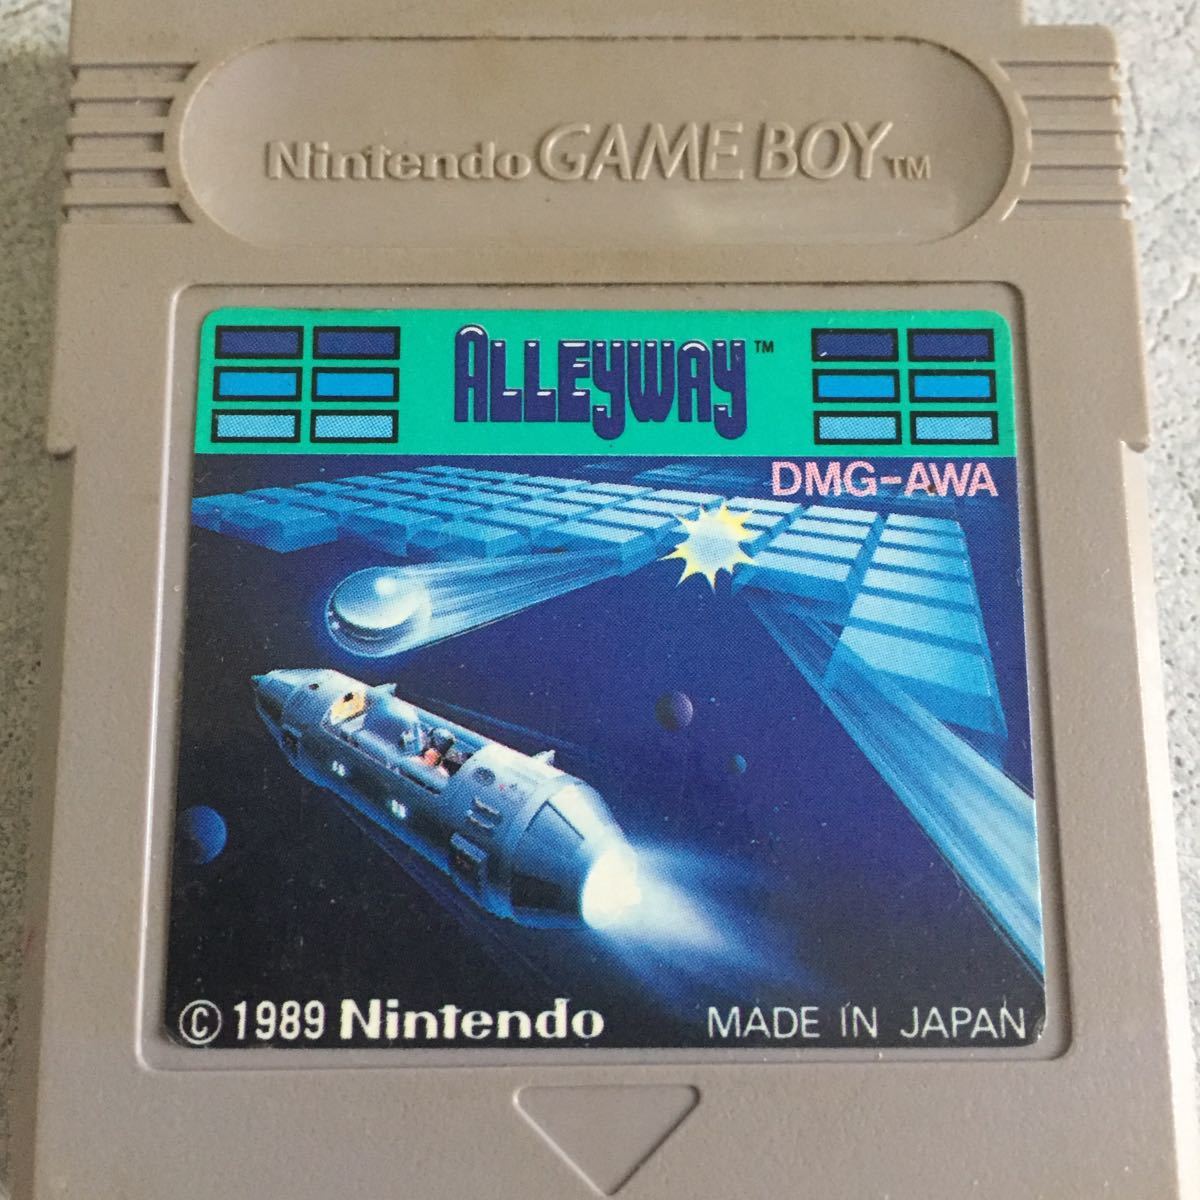 Nintendo GAME BOY TM
ALLEYWAY TM
DMG-AWA
© 1989 Nintendo MADE IN JAPAN